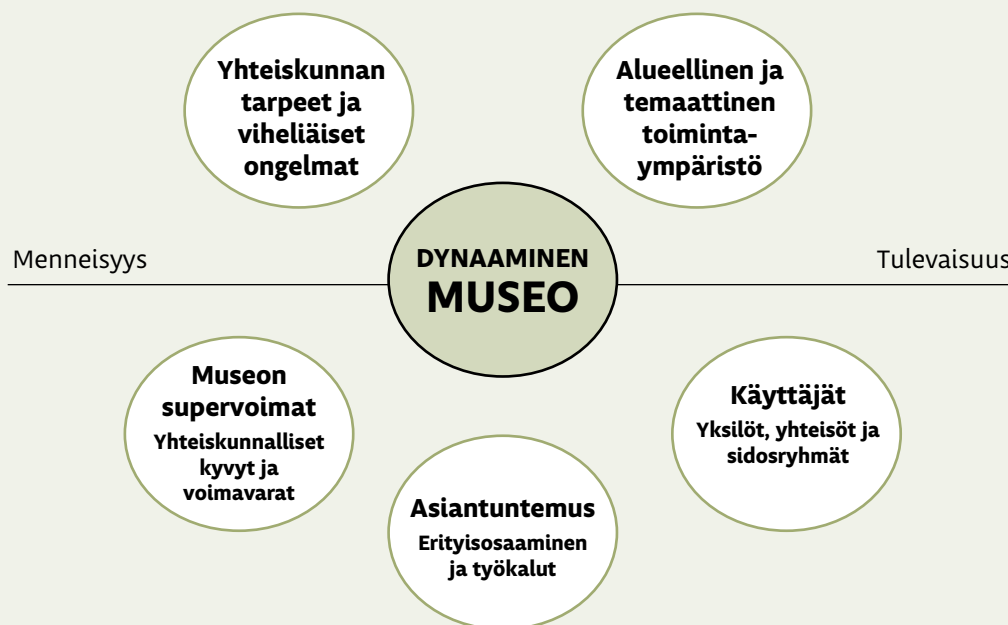 Yhteiskunnan
tarpeet ja
viheliäiset
ongelmat
Alueellinen ja
temaattinen
toiminta-
ympäristö
Menneisyys
DYNAAMINEN
MUSEO
Tulevaisuus
Museon
supervoimat
Yhteiskunnalliset
kyvyt ja
voimavarat
Asiantuntemus
Erityisosaaminen
ja työkalut
Käyttäjät
Yksilöt, yhteisöt ja
sidosryhmät